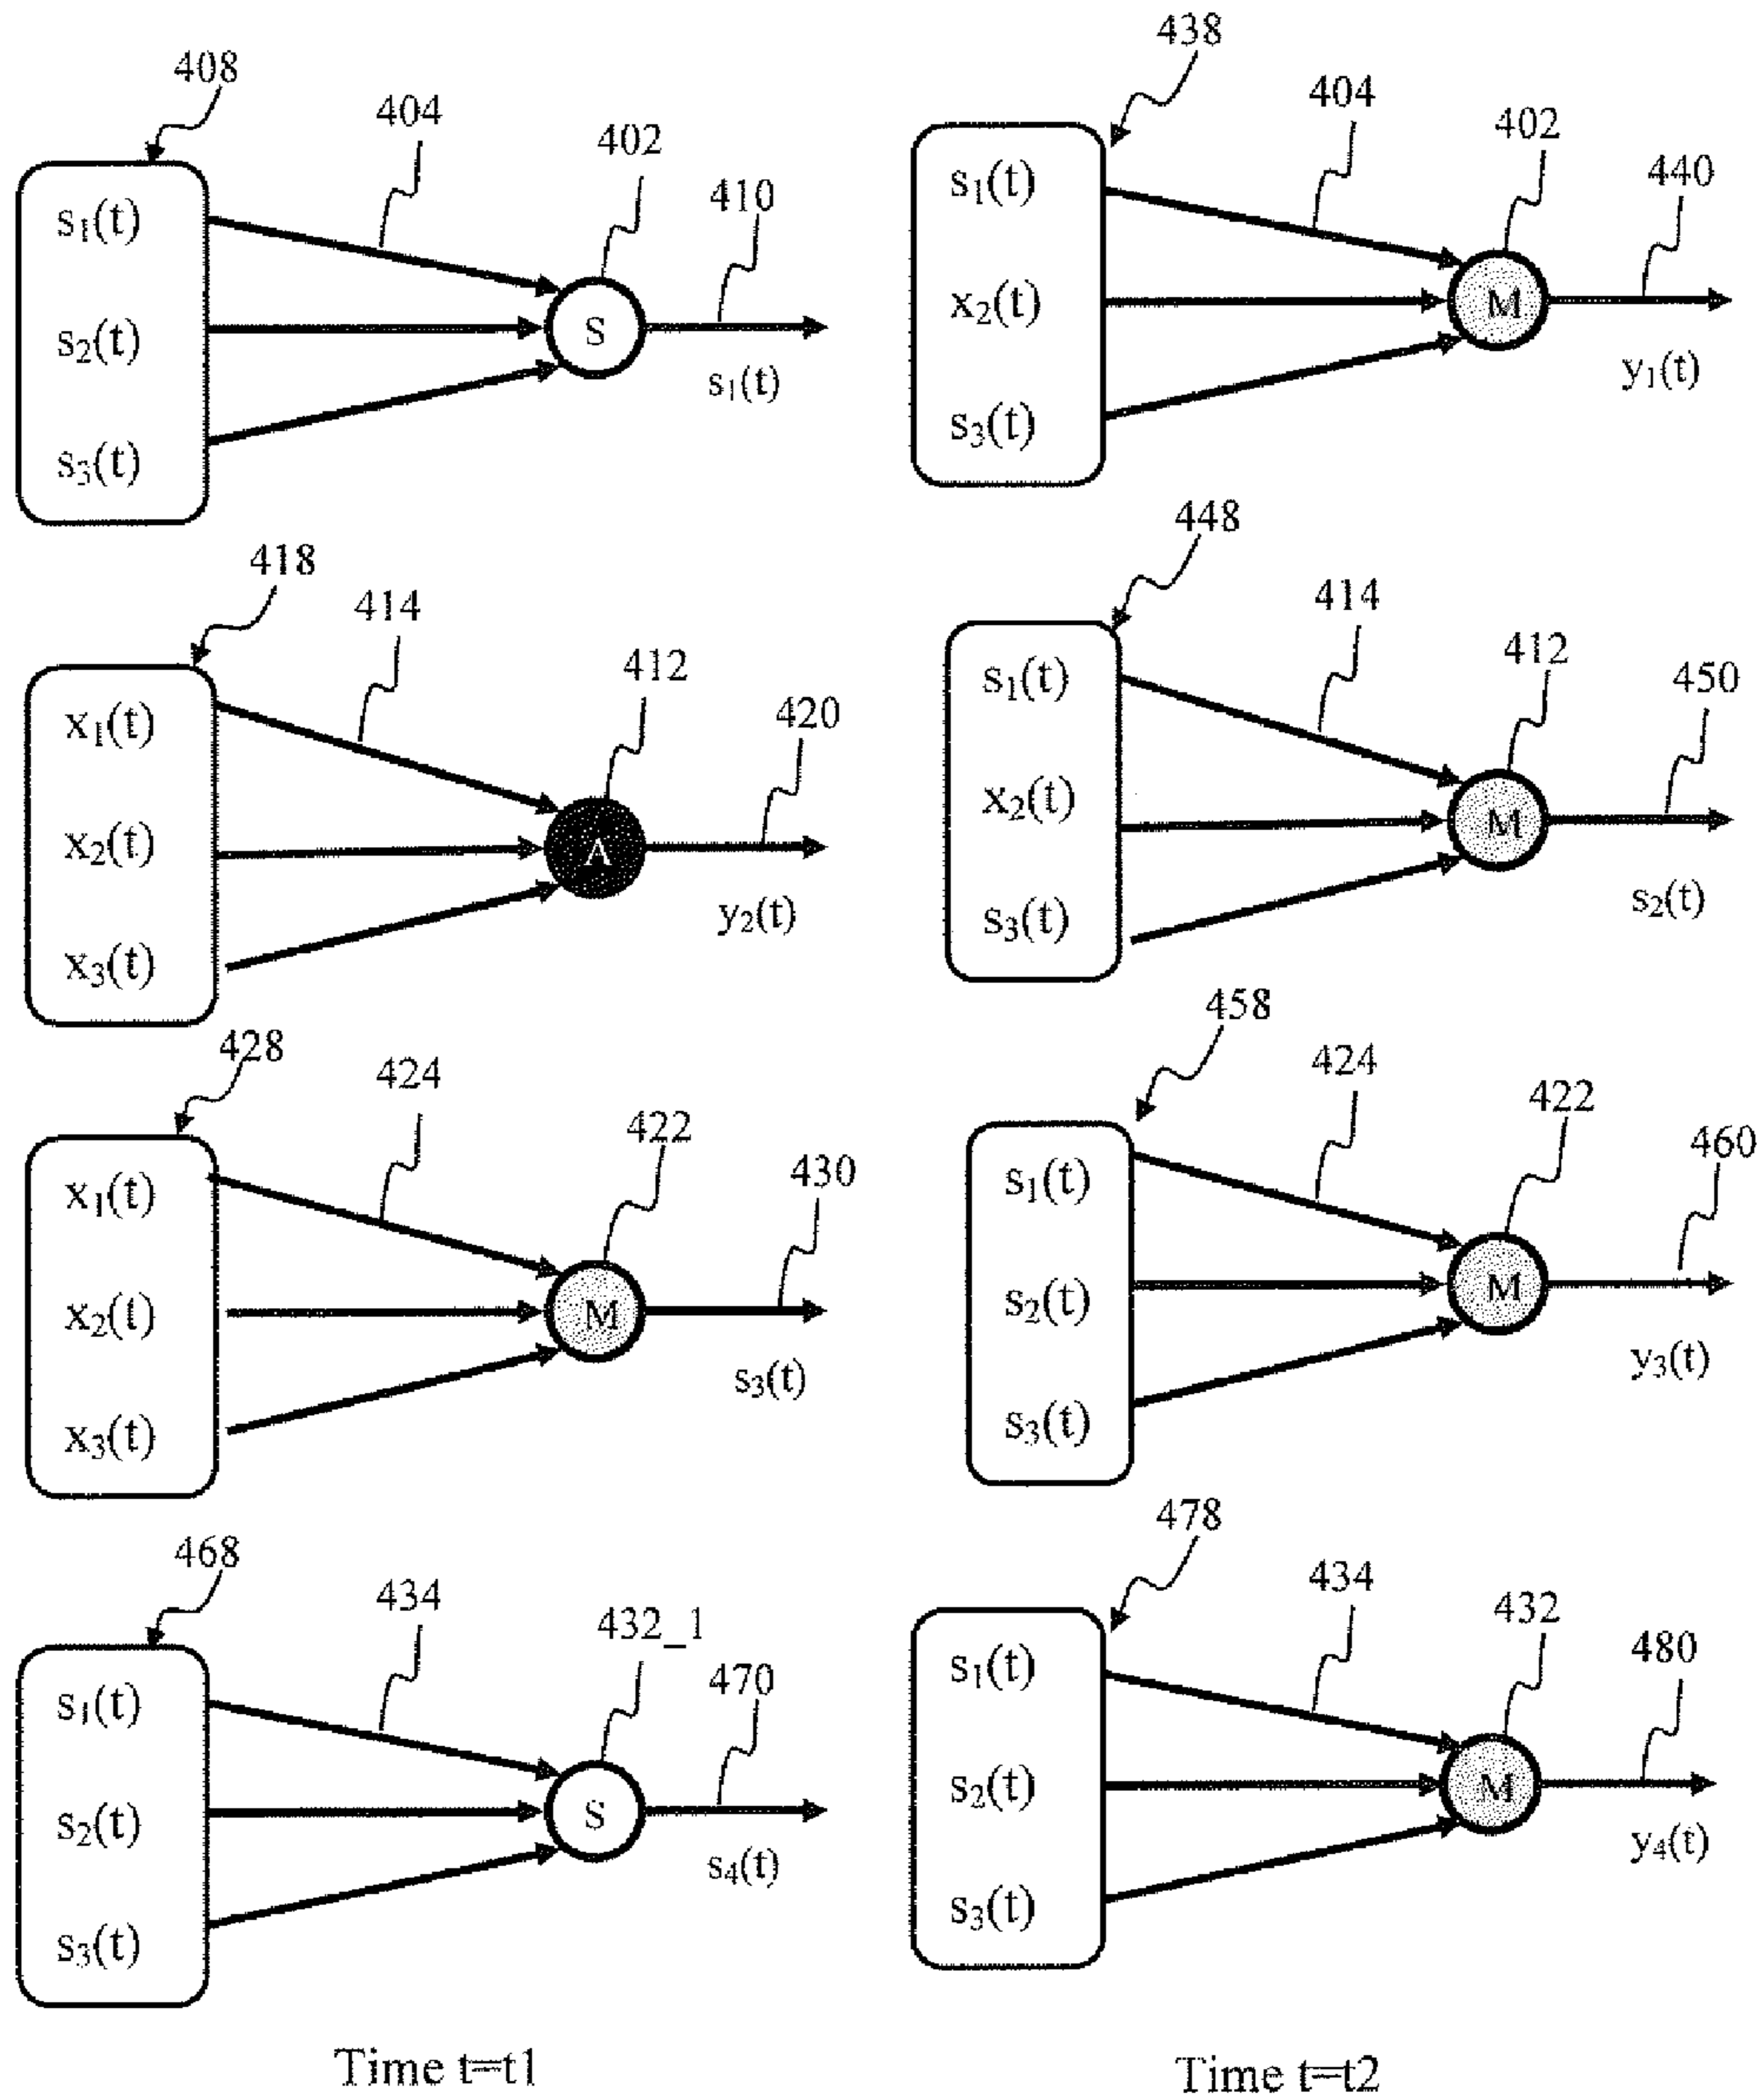 408
404
402
410
s₁(t)
s₂(t)
s₃(t)
S
s₁(t)
438
404
402
440
s₁(t)
x₂(t)
s₃(t)
M
y₁(t)
418
414
412
420
x₁(t)
x₂(t)
x₃(t)
A
y₂(t)
448
414
412
450
s₁(t)
x₂(t)
s₃(t)
M
s₂(t)
428
424
422
430
x₁(t)
x₂(t)
x₃(t)
M
s₃(t)
458
424
422
460
s₁(t)
s₂(t)
s₃(t)
M
y₃(t)
468
434
432_1
470
s₁(t)
s₂(t)
s₃(t)
S
s₄(t)
478
434
432
480
s₁(t)
s₂(t)
s₃(t)
M
y₄(t)
Time t=t1
Time t=t2